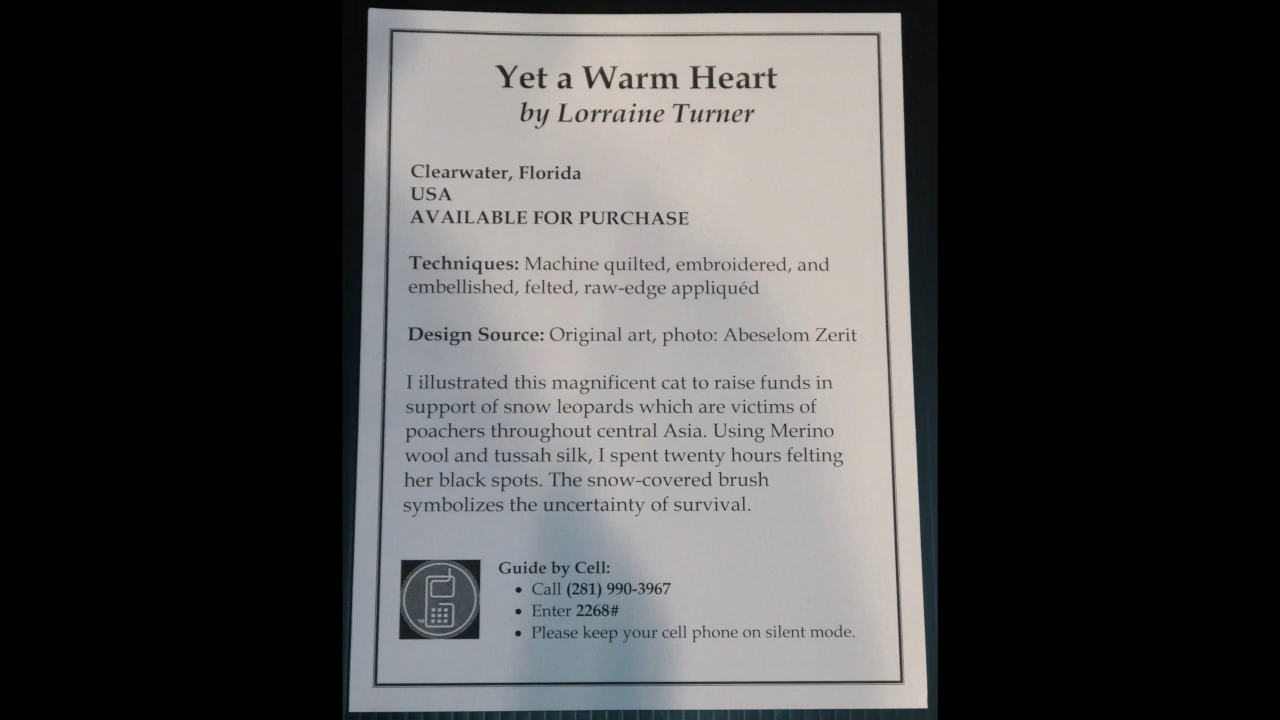 Yet a Warm Heart
by Lorraine Turner
Clearwater, Florida
USA
AVAILABLE FOR PURCHASE
Techniques: Machine quilted, embroidered, and
embellished, felted, raw-edge appliquéd
Design Source: Original art, photo: Abeselom Zerit
I illustrated this magnificent cat to raise funds in
support of snow leopards which are victims of
poachers throughout central Asia. Using Merino
wool and tussah silk, I spent twenty hours felting
her black spots. The snow-covered brush
symbolizes the uncertainty of survival.
Guide by Cell:
• Call (281) 990-3967
• Enter 2268#
• Please keep your cell phone on silent mode.